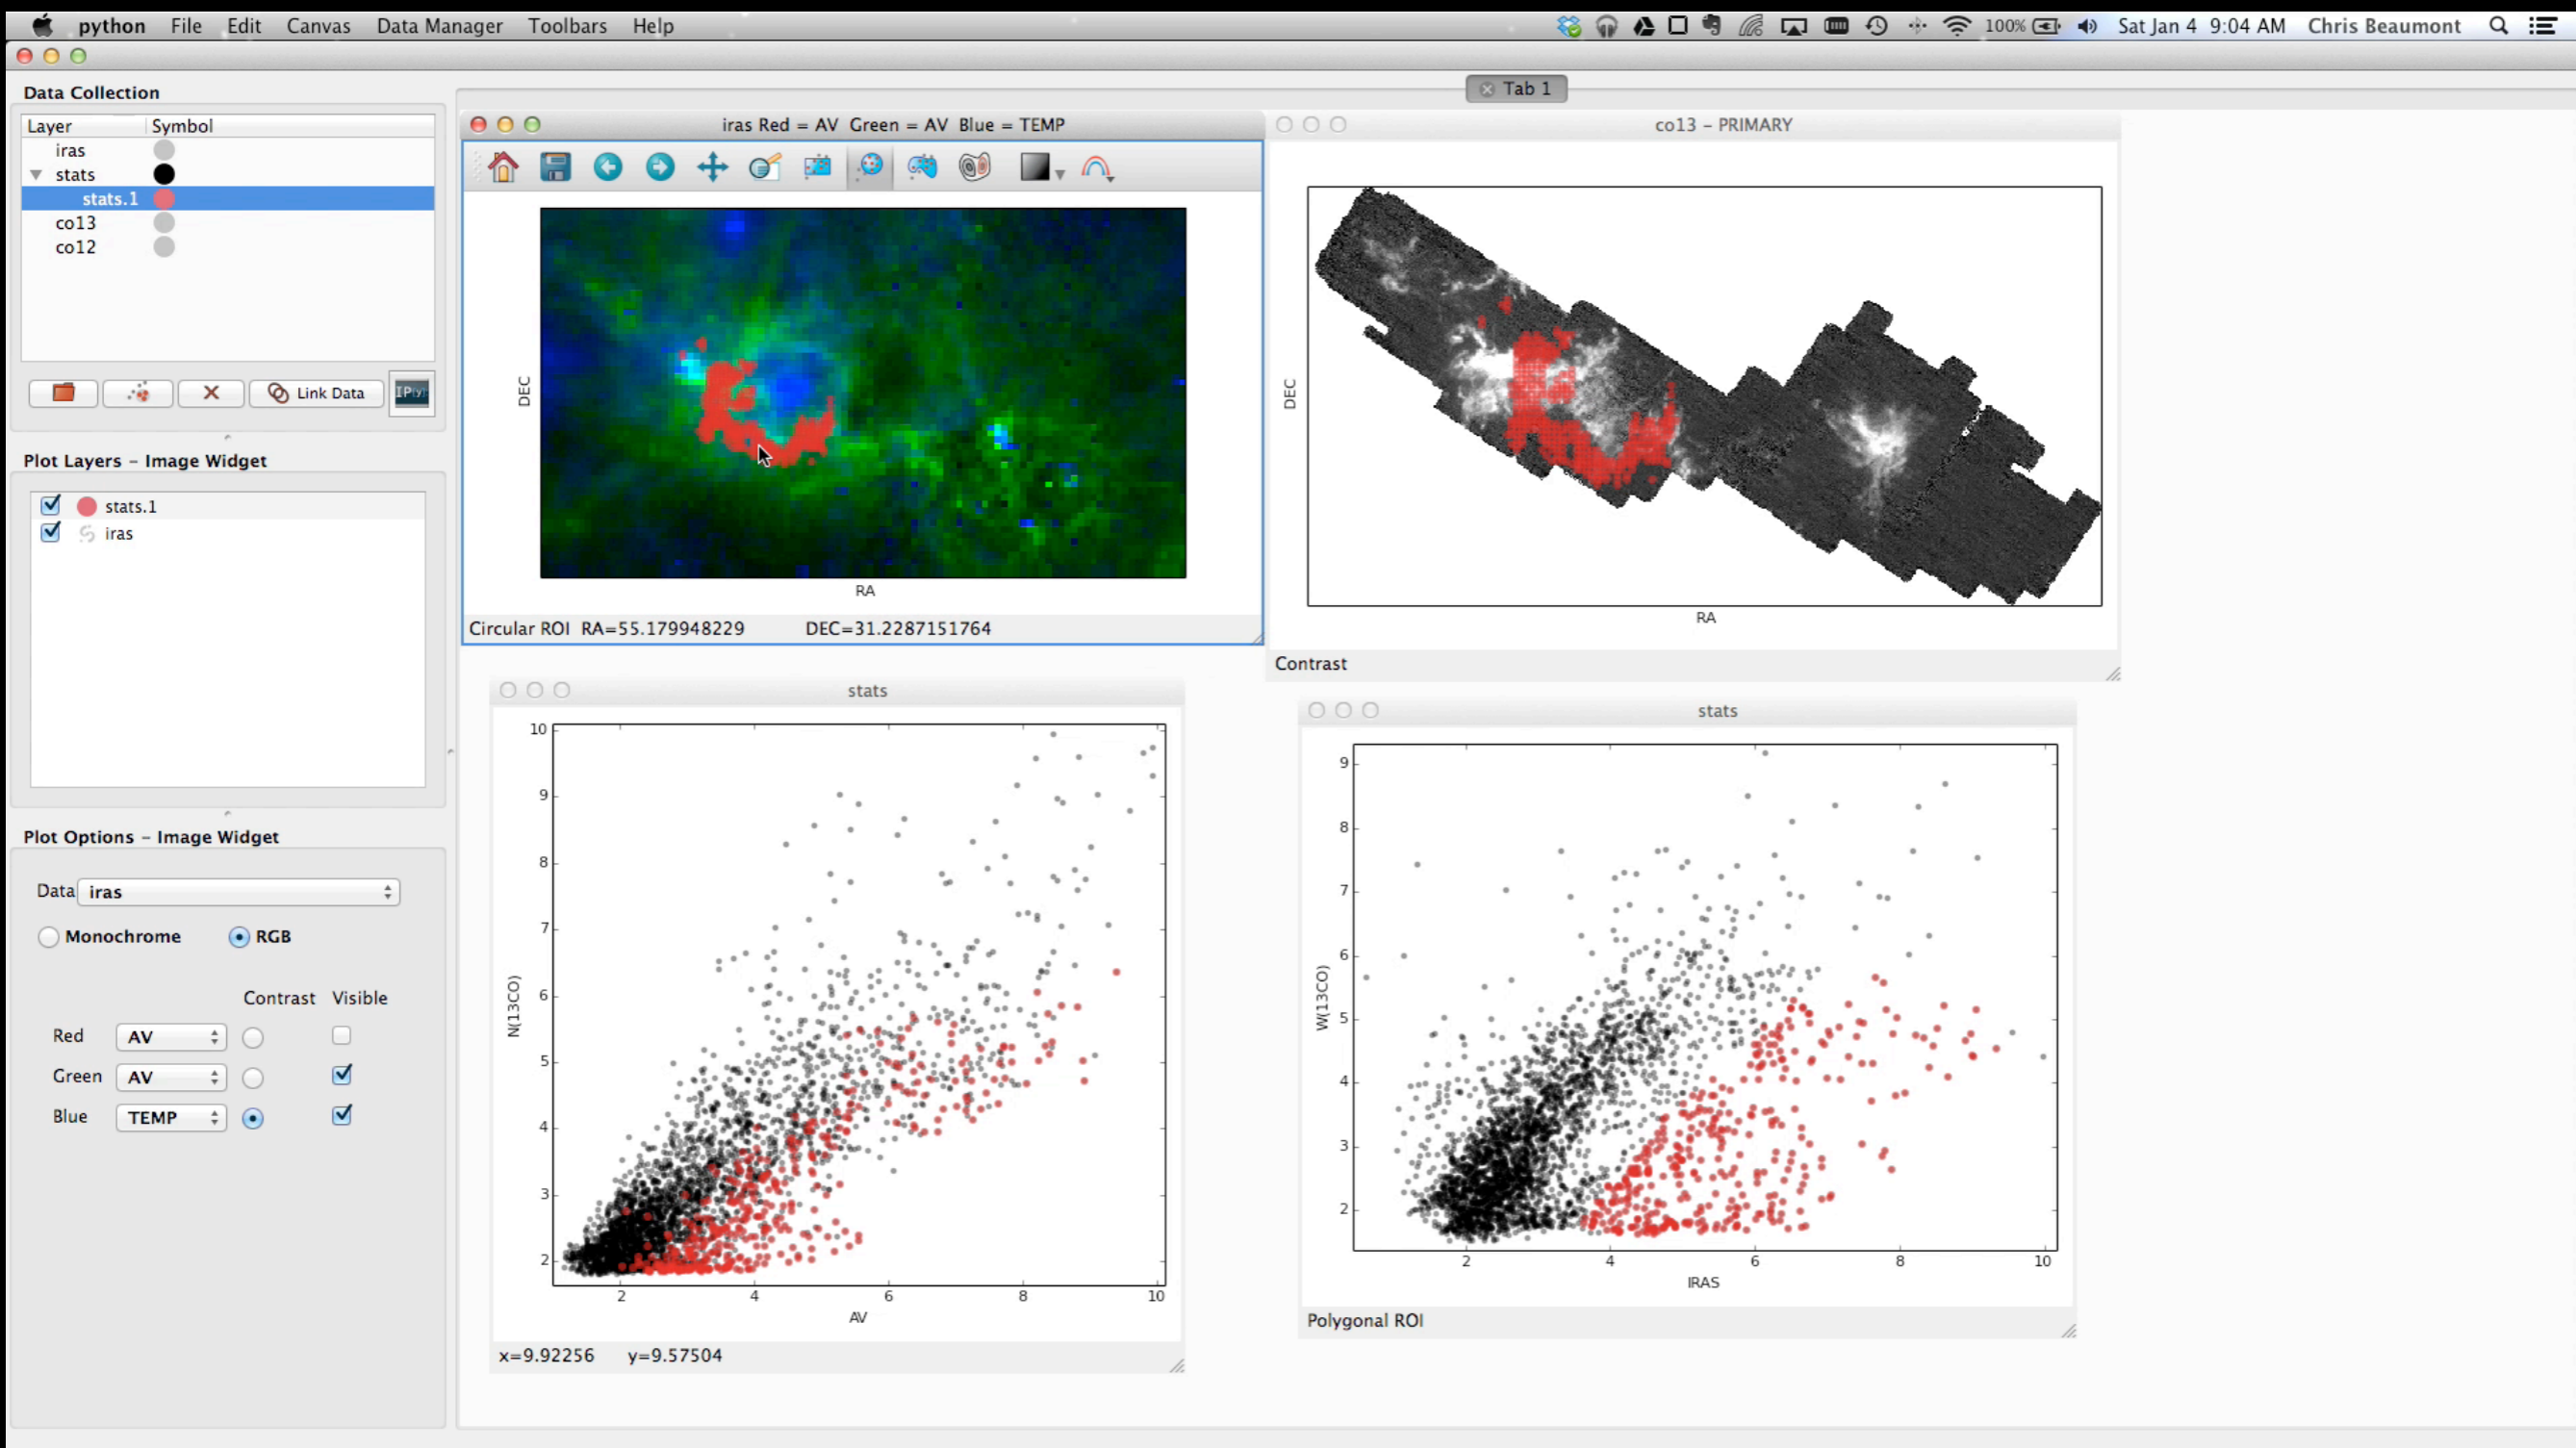 python File Edit Canvas Data Manager Toolbars Help 100% Sat Jan 4 9:04 AM Chris Beaumont
Tab 1
Data Collection
Layer Symbol
iras
stats
stats.1
co13
co12
Link Data
Plot Layers – Image Widget
stats.1
iras
Plot Options – Image Widget
Data iras
Monochrome RGB
Contrast Visible
Red AV
Green AV
Blue TEMP
iras Red = AV Green = AV Blue = TEMP
DEC
RA
Circular ROI RA=55.179948229 DEC=31.2287151764
co13 – PRIMARY
DEC
RA
Contrast
stats
10
9
8
7
6
5
4
3
2
N(13CO)
2 4 6 8 10
AV
x=9.92256 y=9.57504
stats
9
8
7
6
5
4
3
2
W(13CO)
2 4 6 8 10
IRAS
Polygonal ROI